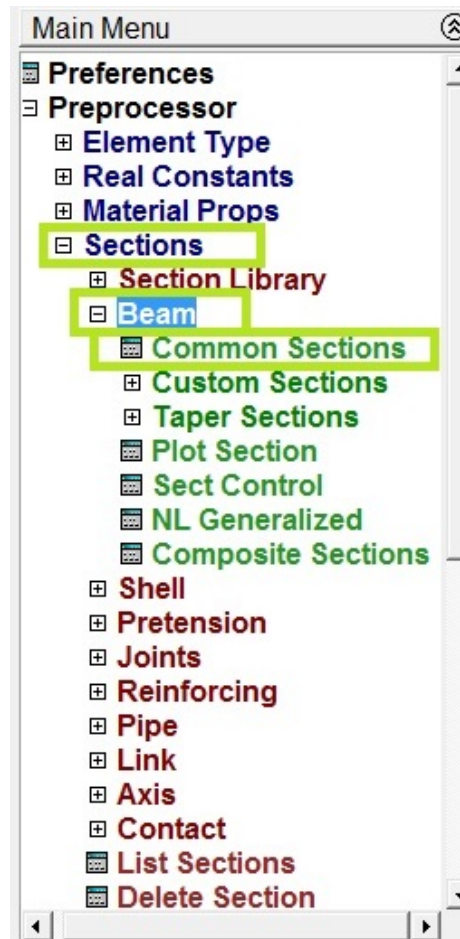 Main Menu
Preferences
Preprocessor
Element Type
Real Constants
Material Props
Sections
Section Library
Beam
Common Sections
Custom Sections
Taper Sections
Plot Section
Sect Control
NL Generalized
Composite Sections
Shell
Pretension
Joints
Reinforcing
Pipe
Link
Axis
Contact
List Sections
Delete Section